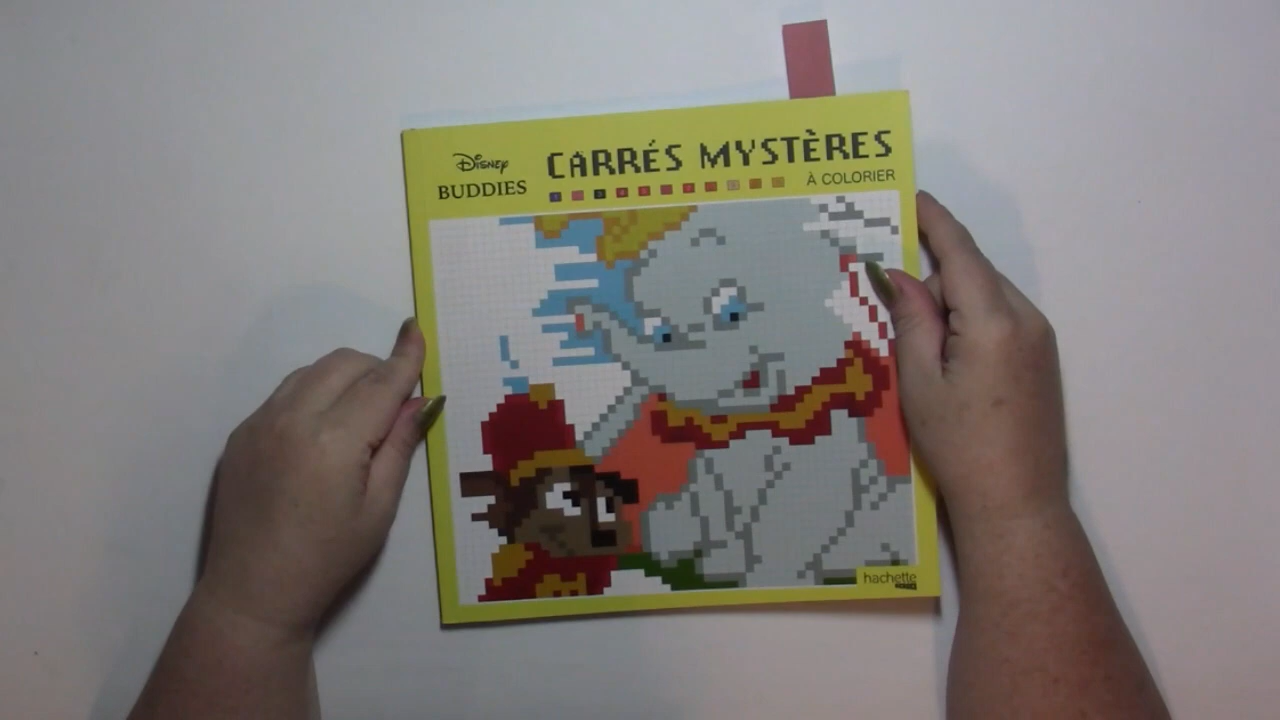 Disney
BUDDIES
CARRÉS MYSTÈRES
À COLORIER
hachette